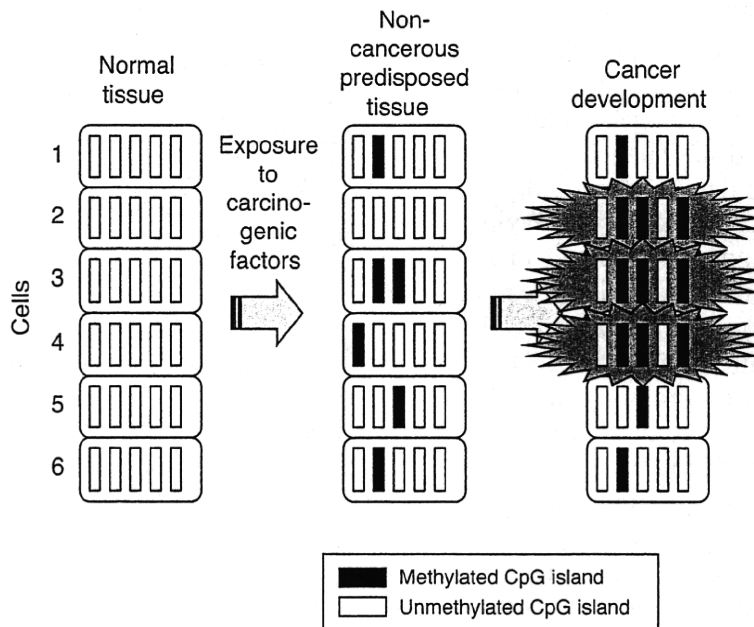 Normal
tissue
Non-
cancerous
predisposed
tissue
Cancer
development
Exposure
to
carcino-
genic
factors
Cells
1
2
3
4
5
6
Methylated CpG island
Unmethylated CpG island